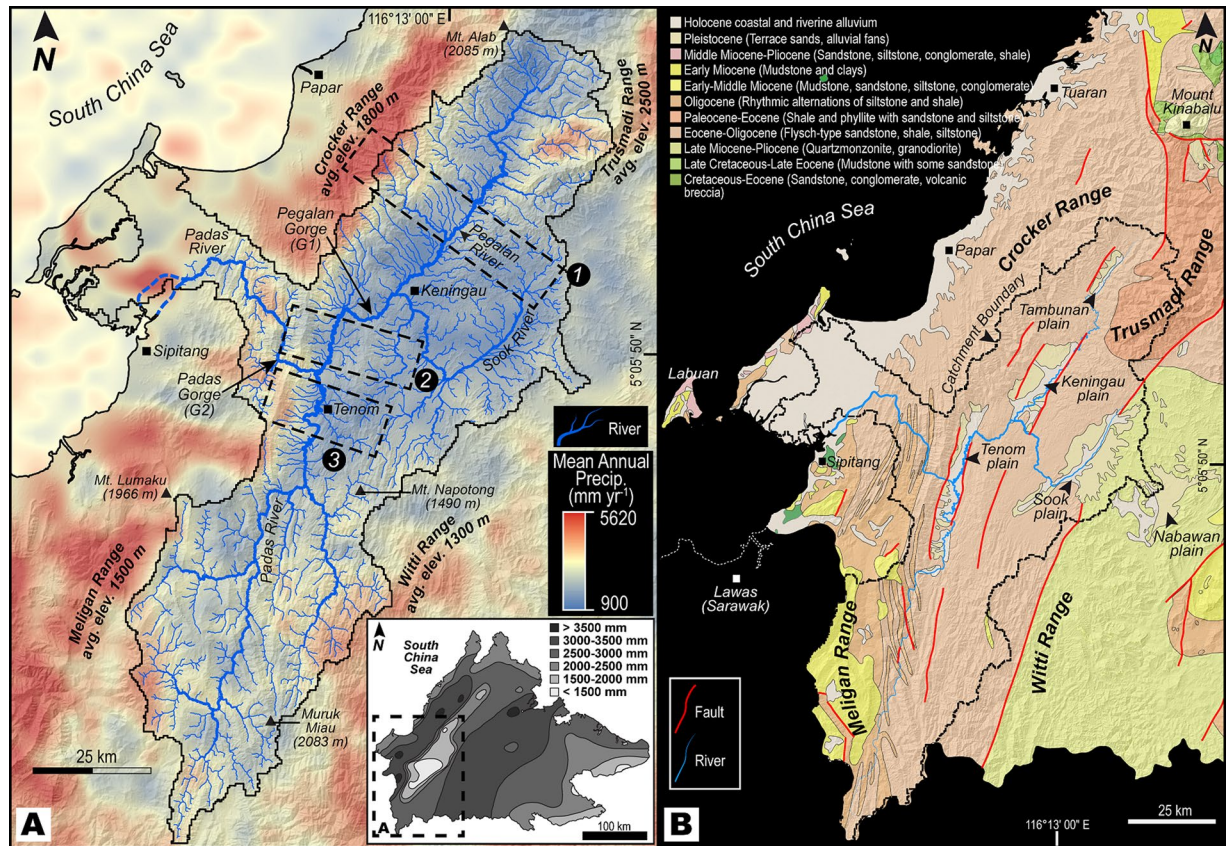 116°13' 00" E
N
South China Sea
Mt. Alab
(2085 m)
Papar
Crocker Range
avg. elev. 1800 m
Trusmadi Range
avg. elev. 2500 m
Pegalan
Gorge
(G1)
Padas
River
Pegalan
River
1
Keningau
Sook River
Sipitang
5°05'50" N
Padas
Gorge
(G2)
2
Tenom
3
River
Mt. Lumaku
(1966 m)
Mt. Napotong
(1490 m)
Mean Annual
Precip.
(mm yr-1)
5620
900
Padas River
Meligan Range
avg. elev. 1500 m
Witti Range
avg. elev. 1300 m
Muruk
Miau
(2083 m)
25 km
A
N
South
China
Sea
> 3500 mm
3000-3500 mm
2500-3000 mm
2000-2500 mm
1500-2000 mm
< 1500 mm
A
100 km
N
Holocene coastal and riverine alluvium
Pleistocene (Terrace sands, alluvial fans)
Middle Miocene-Pliocene (Sandstone, siltstone, conglomerate, shale)
Early Miocene (Mudstone and clays)
Early-Middle Miocene (Mudstone, sandstone, siltstone, conglomerate)
Oligocene (Rhythmic alternations of siltstone and shale)
Paleocene-Eocene (Shale and phyllite with sandstone and siltstone)
Eocene-Oligocene (Flysch-type sandstone, shale, siltstone)
Late Miocene-Pliocene (Quartzmonzonite, granodiorite)
Late Cretaceous-Late Eocene (Mudstone with some sandstone)
Cretaceous-Eocene (Sandstone, conglomerate, volcanic
breccia)
N
Tuaran
Mount
Kinabalu
South China Sea
Papar
Crocker Range
Catchment Boundary
Tambunan
plain
Trusmadi Range
Labuan
Keningau
plain
Sipitang
Tenom
plain
5°05'50" N
Sook
plain
Nabawan
plain
Lawas
(Sarawak)
Meligan Range
Witti Range
Fault
River
B
116°13' 00" E
25 km